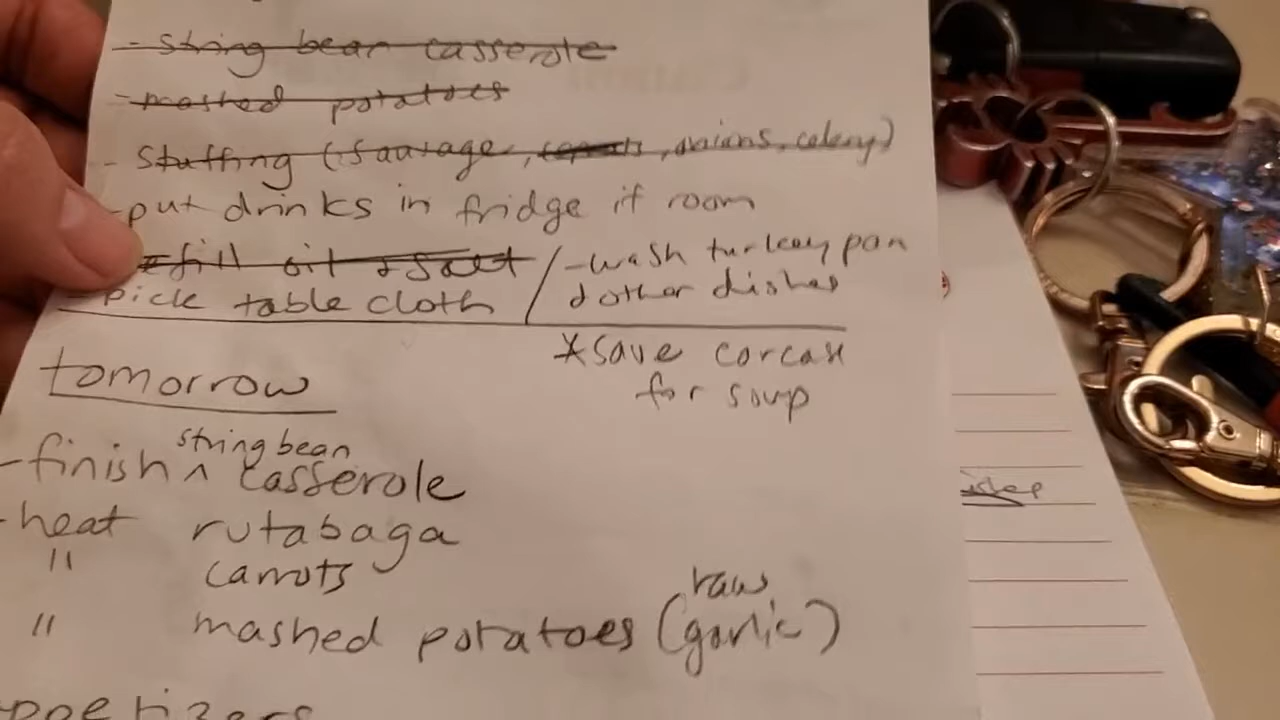 - string bean casserole
- mashed potatoes
- stuffing (sausage, , onions, celery)
- put drinks in fridge if room
- fill oil & salt / - wash turkey pan
- pick table cloth / & other dishes
* save carcass for soup
tomorrow
- finish ^ string bean casserole
- heat rutabaga
" carrots
" mashed potatoes (raw garlic)
ppetizers